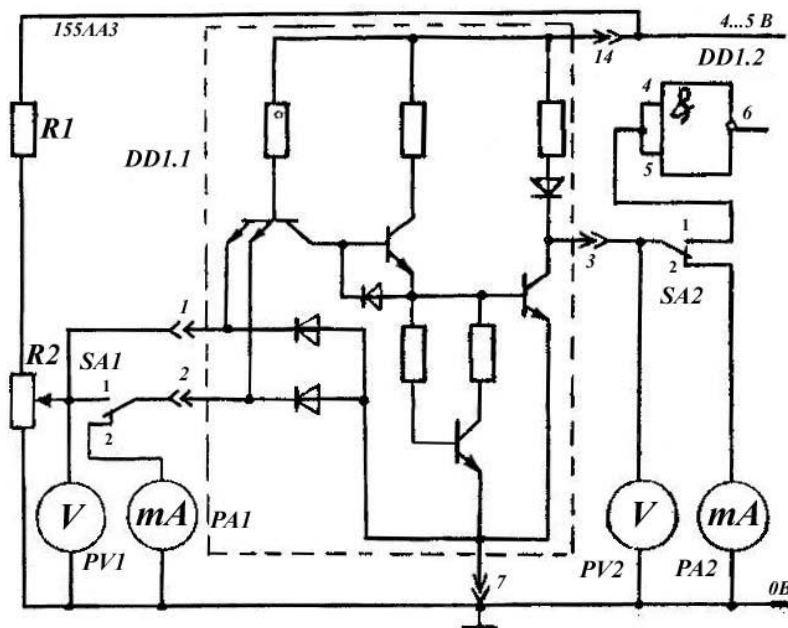 155АА3
4...5 В
14
DD1.2
R1
DD1.1
4
&
6
5
1
3
2
SA2
1
R2
SA1
1
2
2
V
mA
PA1
PV1
V
mA
PV2
PA2
7
0В